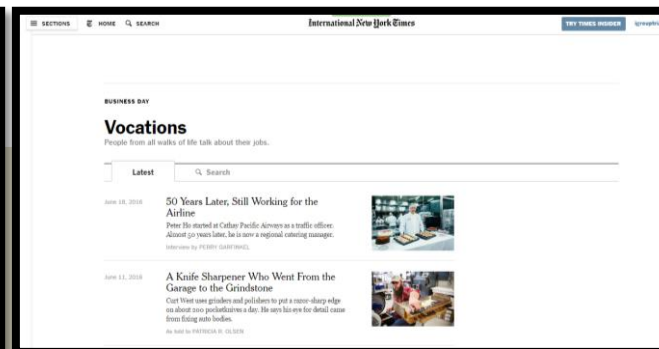 SECTIONS HOME SEARCH International New York Times TRY TIMES INSIDER
BUSINESS DAY
Vocations
People from all walks of life talk about their jobs.
Latest Search
June 18, 2016
50 Years Later, Still Working for the
Airline
Peter Ho started at Cathay Pacific Airways as a traffic officer.
Almost 50 years later, he is now a regional catering manager.
Interview by PERRY GARFINKEL
June 11, 2016
A Knife Sharpener Who Went From the
Garage to the Grindstone
Curt West uses grinders and polishers to put a razor-sharp edge
on about 200 pocketknives a day. He says his eye for detail came
from fixing auto bodies.
As told to PATRICIA R. OLSEN